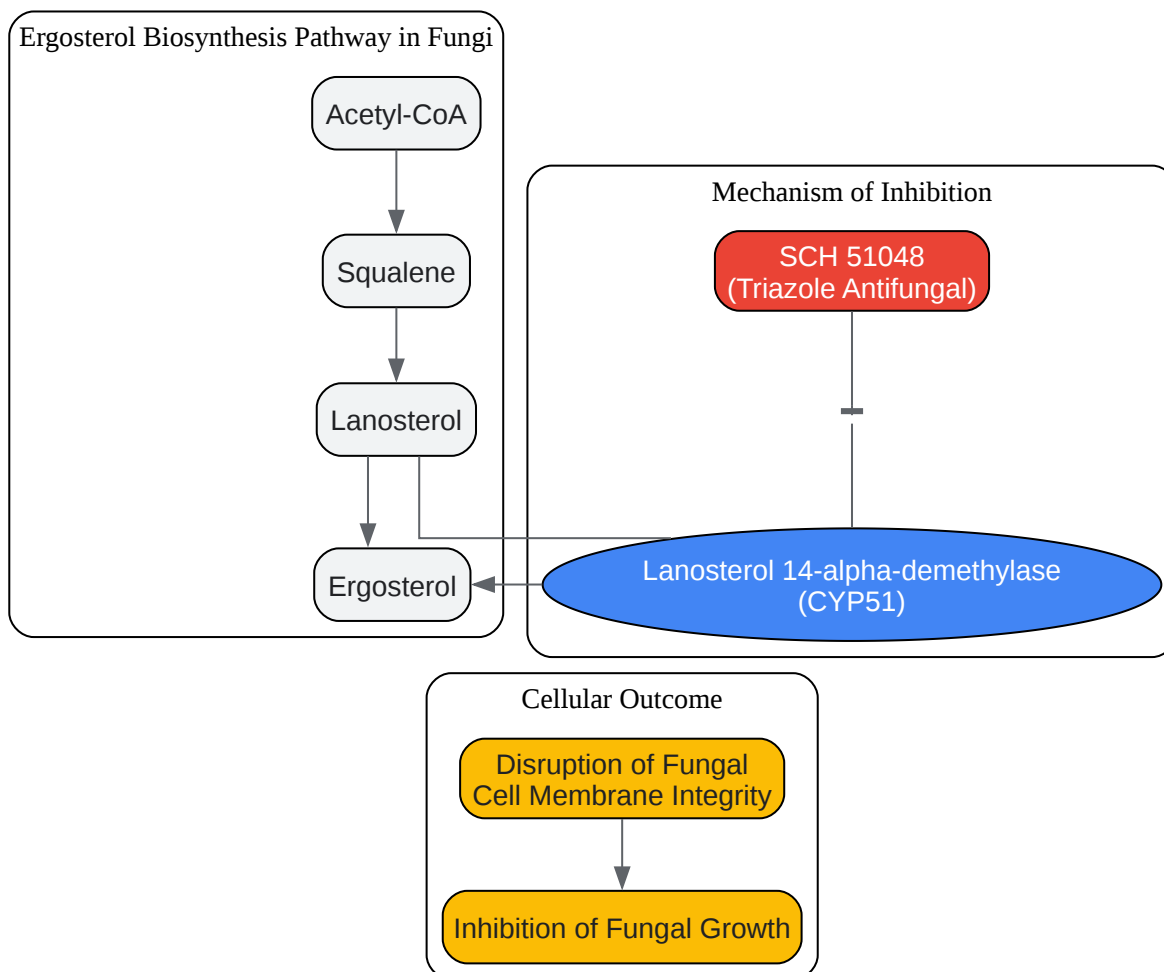 Ergosterol Biosynthesis Pathway in Fungi
Acetyl-CoA
Squalene
Lanosterol
Ergosterol
Mechanism of Inhibition
SCH 51048
(Triazole Antifungal)
Lanosterol 14-alpha-demethylase
(CYP51)
Cellular Outcome
Disruption of Fungal
Cell Membrane Integrity
Inhibition of Fungal Growth